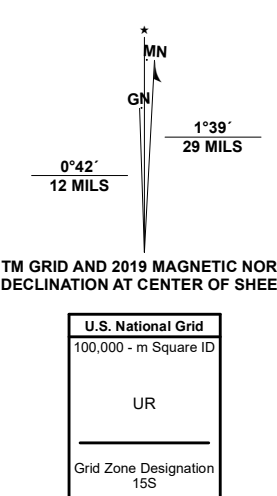 ★
MN
GN
1°39´
29 MILS
0°42´
12 MILS
TM GRID AND 2019 MAGNETIC NOR
DECLINATION AT CENTER OF SHEE
U.S. National Grid
100,000 - m Square ID
UR
Grid Zone Designation
15S